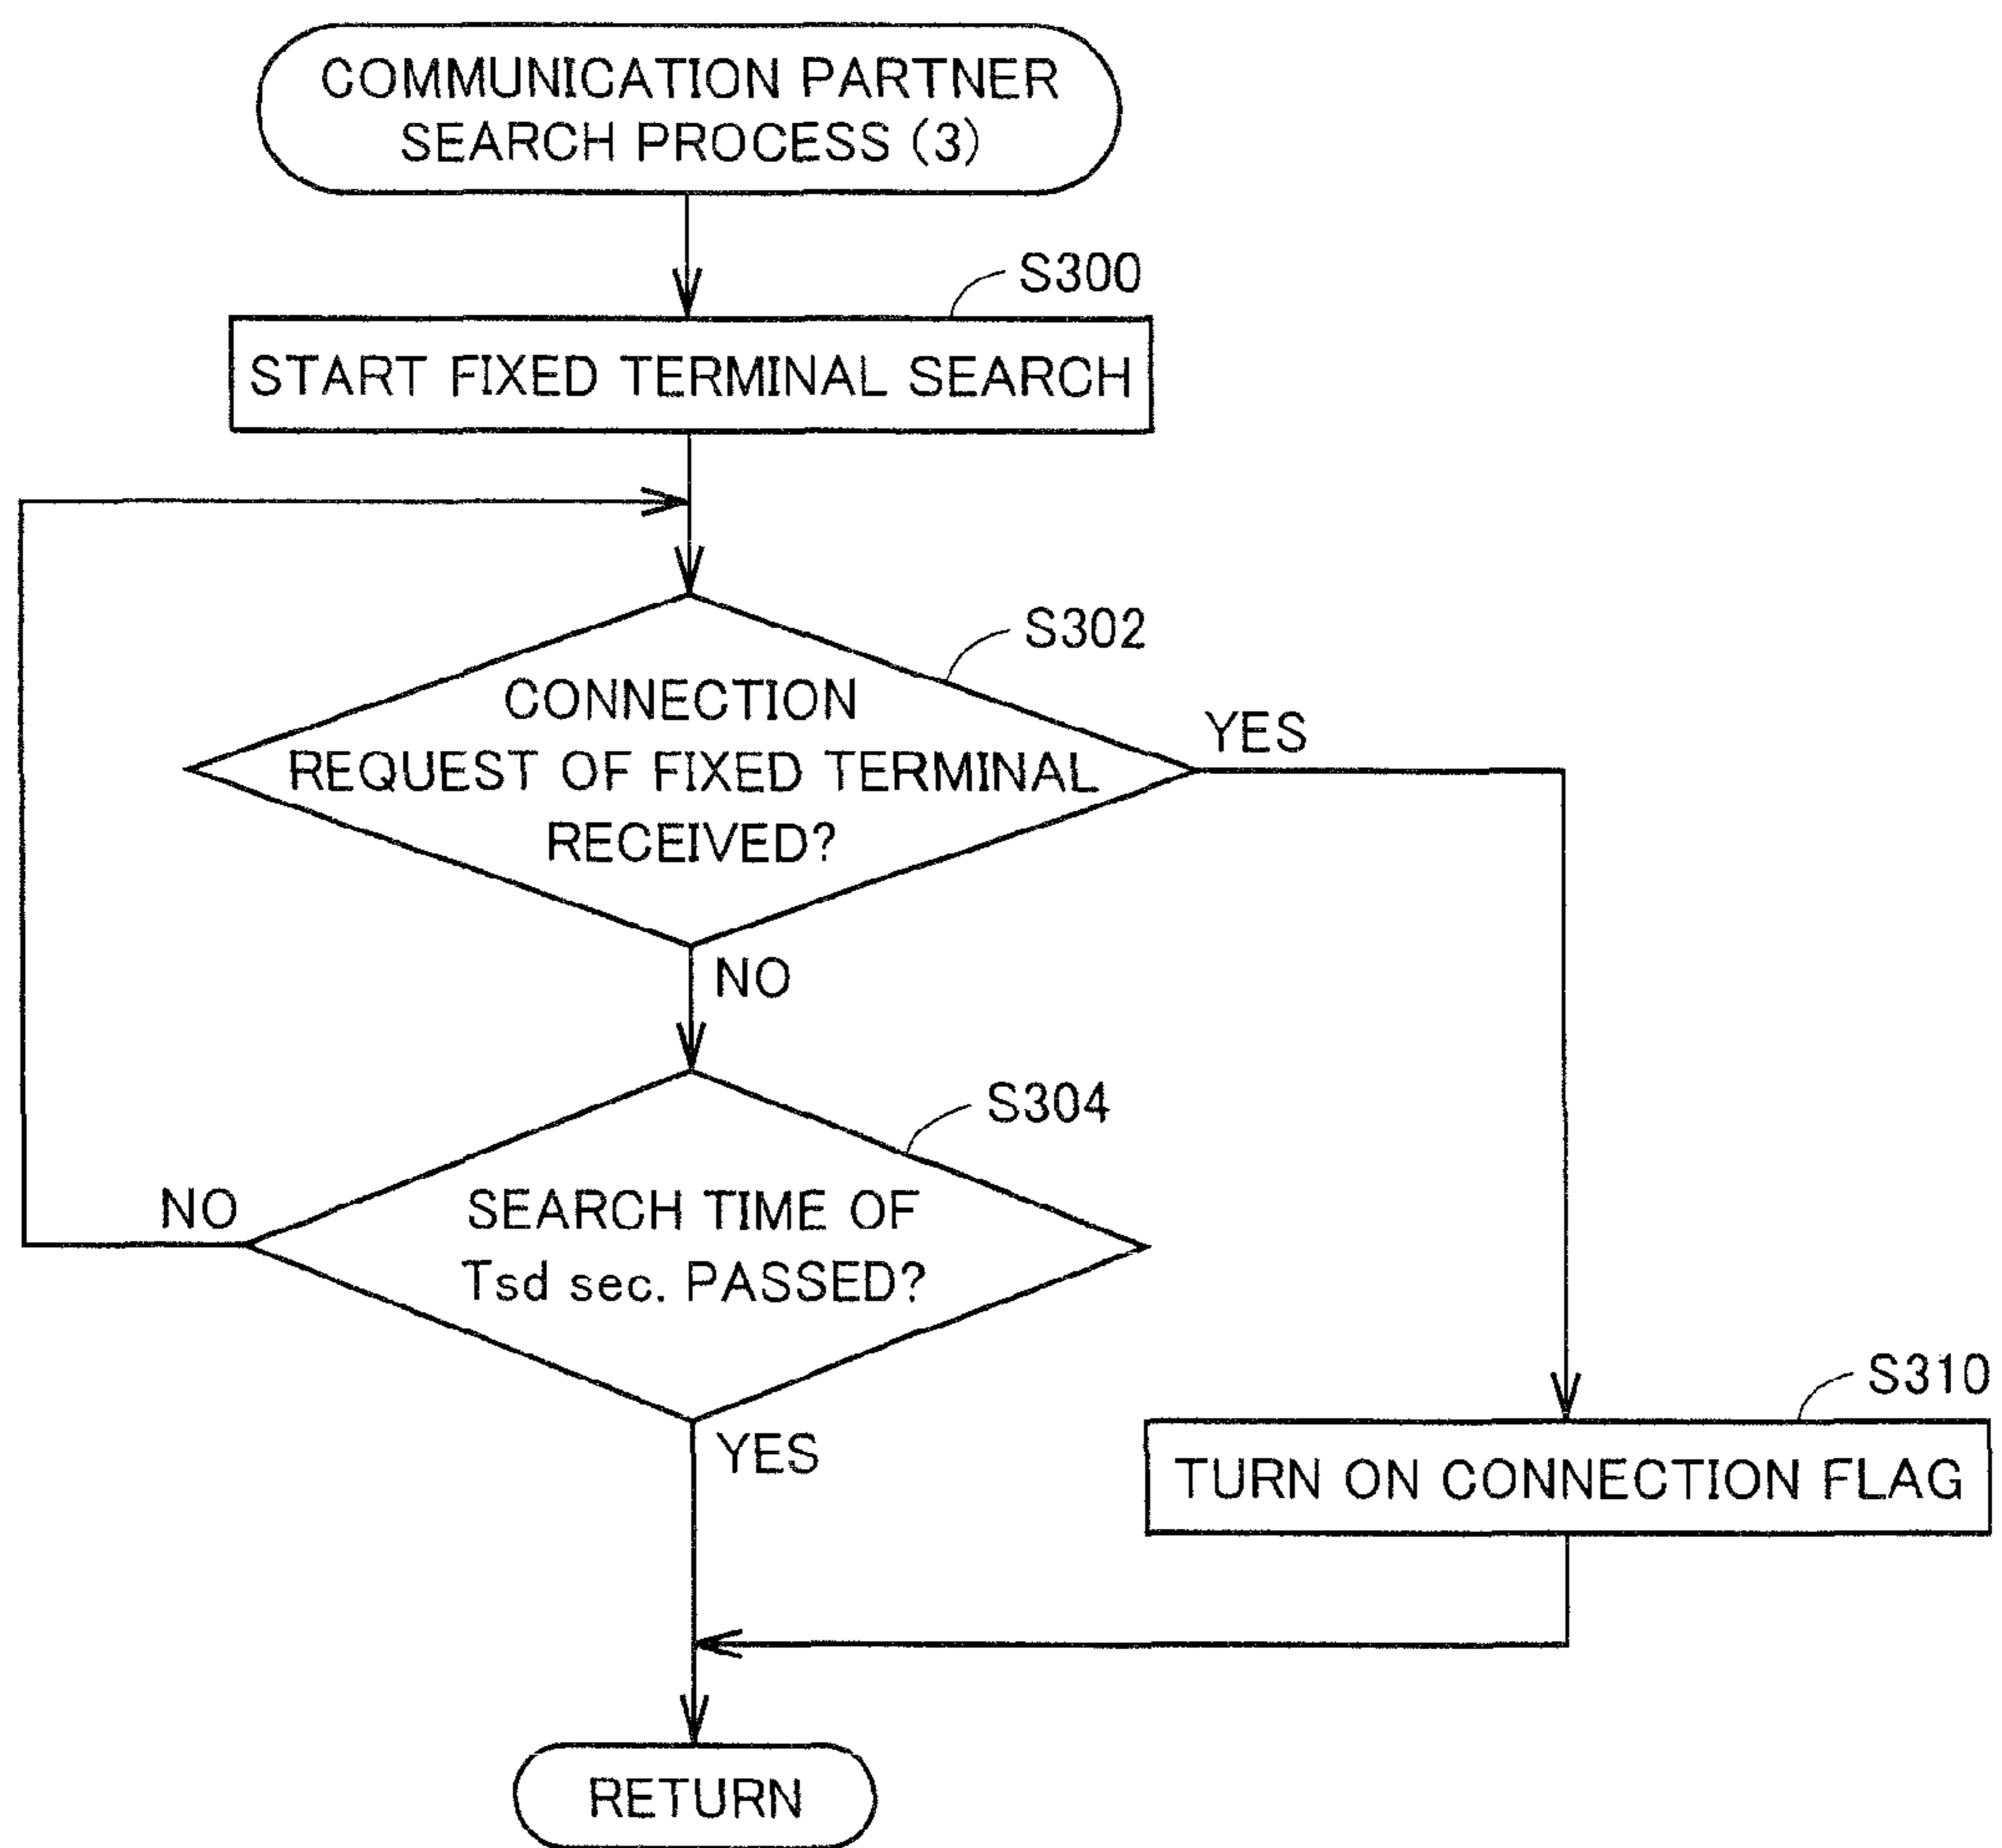 COMMUNICATION PARTNER
SEARCH PROCESS (3)
S300
START FIXED TERMINAL SEARCH
S302
CONNECTION
REQUEST OF FIXED TERMINAL
RECEIVED?
YES
NO
S304
SEARCH TIME OF
Tsd sec. PASSED?
NO
YES
S310
TURN ON CONNECTION FLAG
RETURN